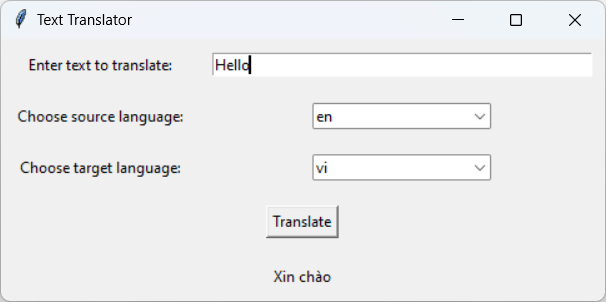 Text Translator
Enter text to translate: Hello
Choose source language: en
Choose target language: vi
Translate
Xin chào